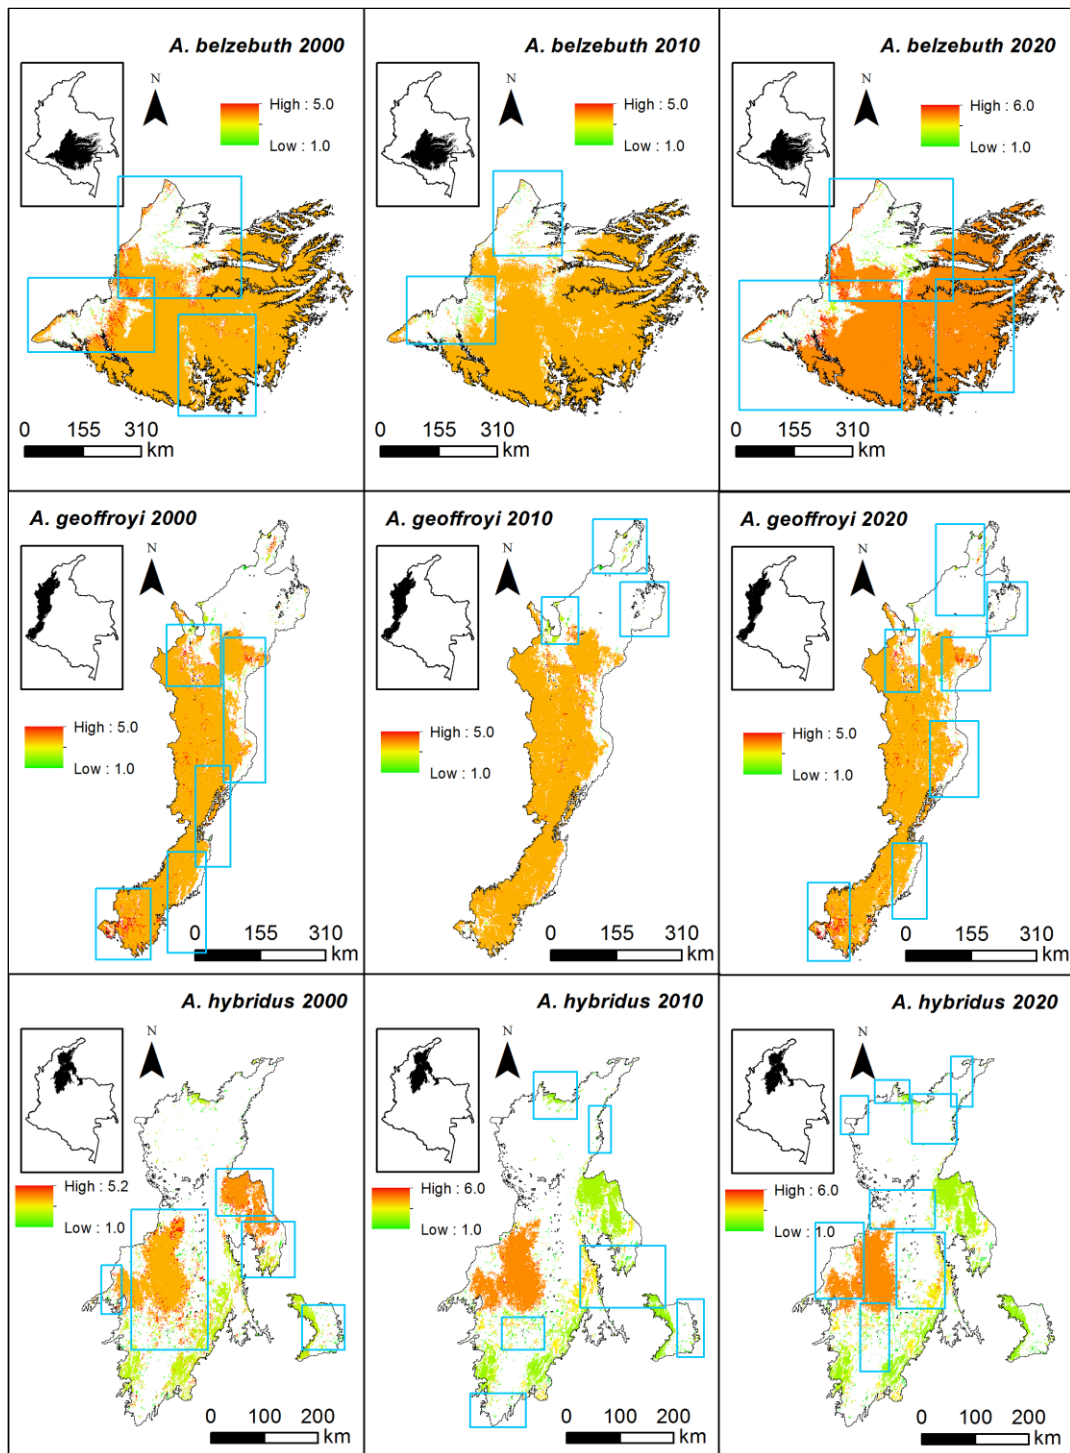 A. belzebuth 2000
N
High : 5.0
Low : 1.0
0 155 310
km
A. belzebuth 2010
N
High : 5.0
Low : 1.0
0 155 310
km
A. belzebuth 2020
N
High : 6.0
Low : 1.0
0 155 310
km
A. geoffroyi 2000
N
High : 5.0
Low : 1.0
0 155 310
km
A. geoffroyi 2010
N
High : 5.0
Low : 1.0
0 155 310
km
A. geoffroyi 2020
N
High : 5.0
Low : 1.0
0 155 310
km
A. hybridus 2000
N
High : 5.2
Low : 1.0
0 100 200
km
A. hybridus 2010
N
High : 6.0
Low : 1.0
0 100 200
km
A. hybridus 2020
N
High : 6.0
Low : 1.0
0 100 200
km